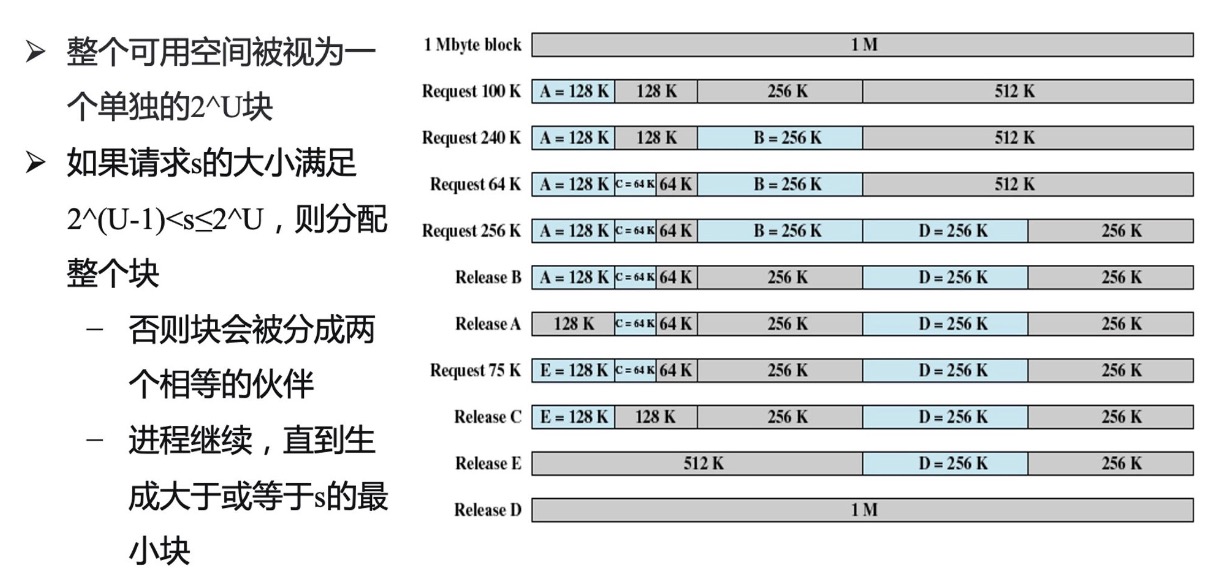 ➢ 整个可用空间被视为一
个单独的2^U块
➢ 如果请求s的大小满足
2^(U-1)<s≤2^U，则分配
整个块
– 否则块会被分成两
个相等的伙伴
– 进程继续，直到生
成大于或等于s的最
小块
1 Mbyte block 1 M
Request 100 K A = 128 K 128 K 256 K 512 K
Request 240 K A = 128 K 128 K B = 256 K 512 K
Request 64 K A = 128 K C = 64 K 64 K B = 256 K 512 K
Request 256 K A = 128 K C = 64 K 64 K B = 256 K D = 256 K 256 K
Release B A = 128 K C = 64 K 64 K 256 K D = 256 K 256 K
Release A 128 K C = 64 K 64 K 256 K D = 256 K 256 K
Request 75 K E = 128 K C = 64 K 64 K 256 K D = 256 K 256 K
Release C E = 128 K 128 K 256 K D = 256 K 256 K
Release E 512 K D = 256 K 256 K
Release D 1 M